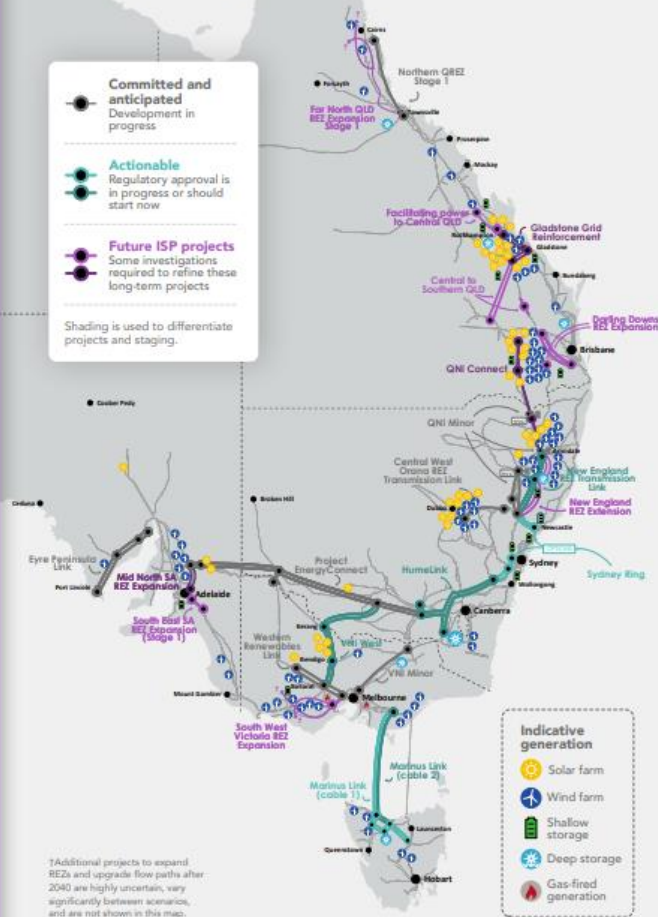 Committed and
anticipated
Development in
progress
Actionable
Regulatory approval is
in progress or should
start now
Future ISP projects
Some investigations
required to refine these
long-term projects
Shading is used to differentiate
projects and staging.
Cairns
Forsyth
Northern QREZ
Stage 1
Far North QLD
REZ Expansion
Stage 1
Townsville
Proserpine
Mackay
Facilitating power
to Central QLD
Rockhampton
Gladstone Grid
Reinforcement
Gladstone
Central to
Southern QLD
Bundaberg
Darling Downs
REZ Expansion
Brisbane
QNI Connect
Coober Pedy
QNI Minor
Armidale
Central West
Orana REZ
Transmission Link
New England
REZ Transmission
Link
Ceduna
Broken Hill
Dubbo
New England
REZ Extension
Newcastle
Eyre Peninsula
Link
Port Lincoln
Mid North SA
REZ Expansion
Adelaide
Project
EnergyConnect
HumeLink
Sydney
Wollongong
Sydney Ring
South East SA
REZ Expansion
(Stage 1)
Canberra
Western
Renewables
Link
Kerang
VNI West
Bendigo
VNI Minor
Mount Gambier
Ballarat
Melbourne
South West
Victoria REZ
Expansion
Marinus Link
(cable 2)
Marinus Link
(cable 1)
Launceston
Queenstown
Hobart
Indicative
generation
Solar farm
Wind farm
Shallow
storage
Deep storage
Gas-fired
generation
†Additional projects to expand
REZs and upgrade flow paths after
2040 are highly uncertain, vary
significantly between scenarios,
and are not shown in this map.